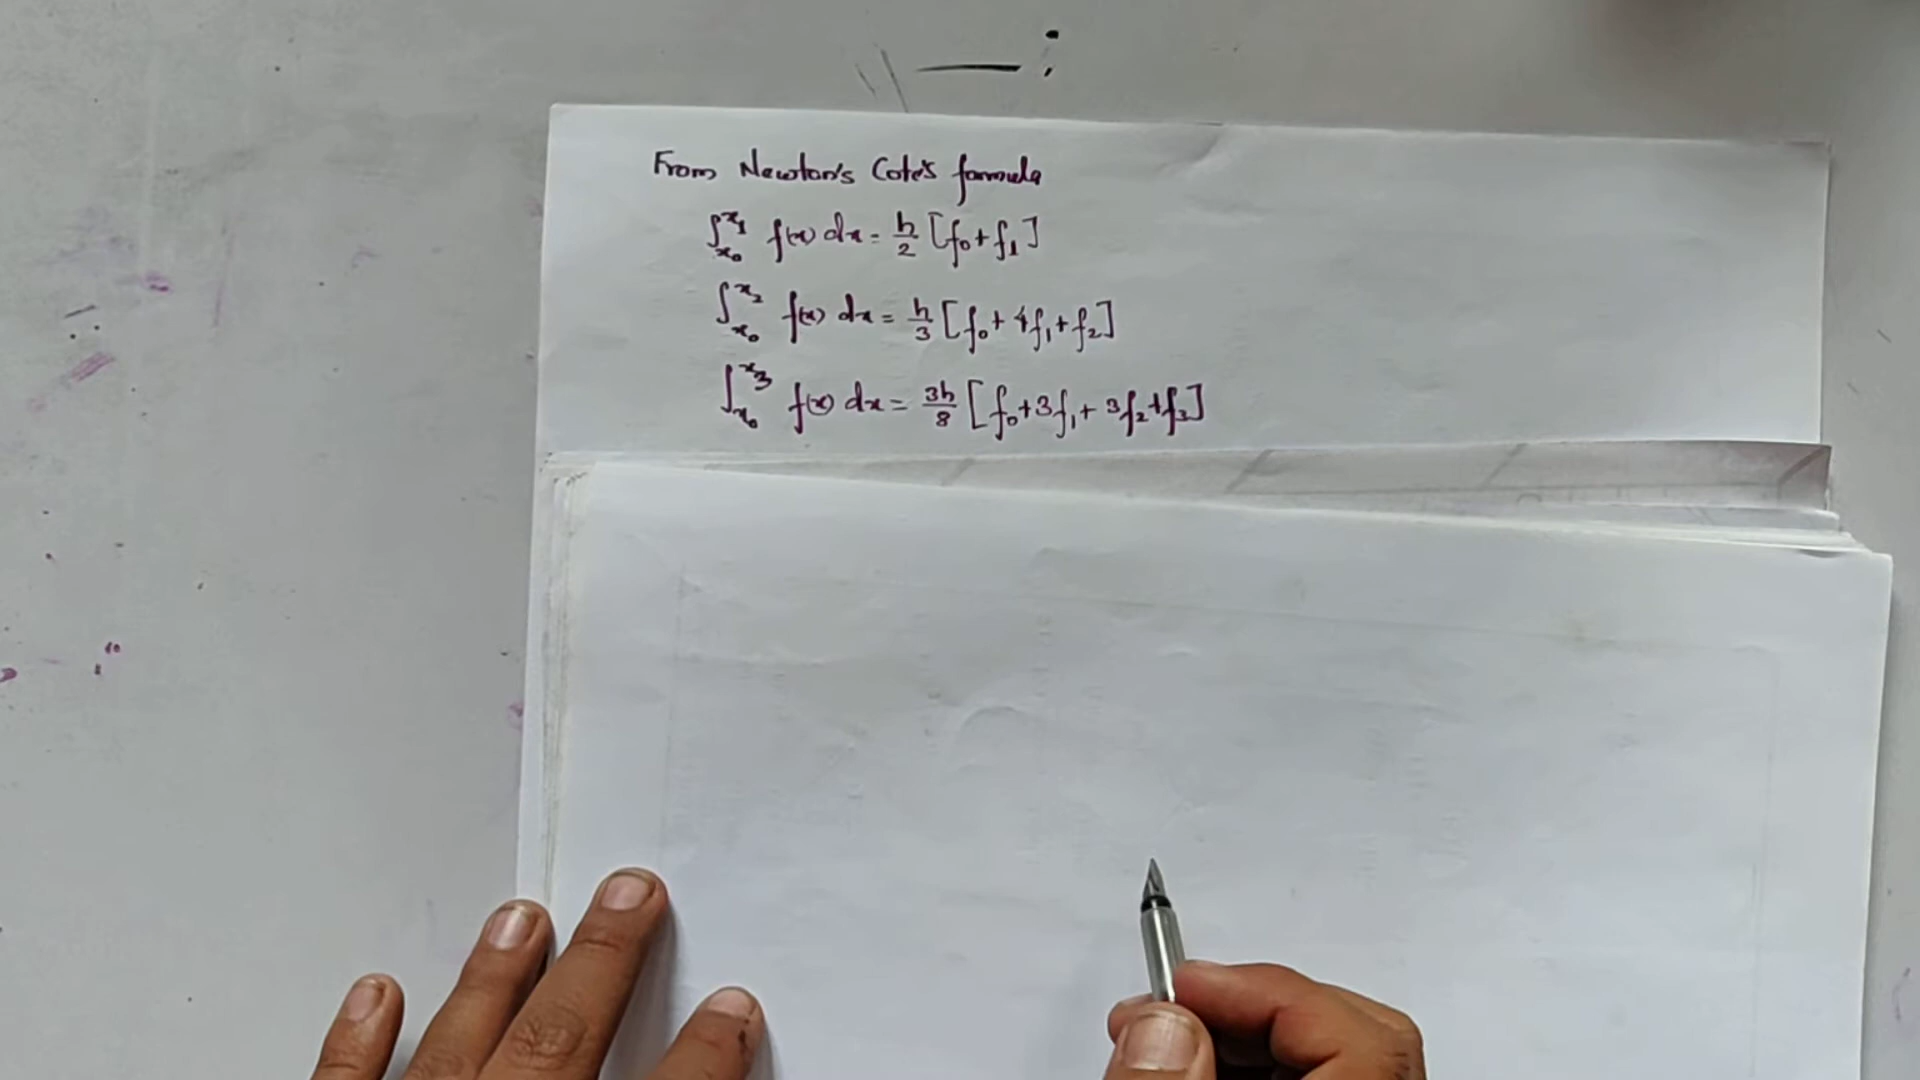 From Newton's Cote's formula
∫_{x₀}^{x₁} f(x) dx = h/2 [f₀ + f₁]
∫_{x₀}^{x₂} f(x) dx = h/3 [f₀ + 4f₁ + f₂]
∫_{x₀}^{x₃} f(x) dx = 3h/8 [f₀ + 3f₁ + 3f₂ + f₃]